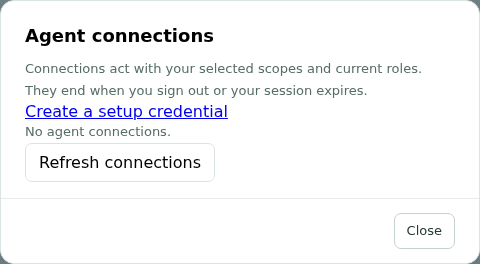 Agent connections
Connections act with your selected scopes and current roles.
They end when you sign out or your session expires.
Create a setup credential
No agent connections.
Refresh connections
Close